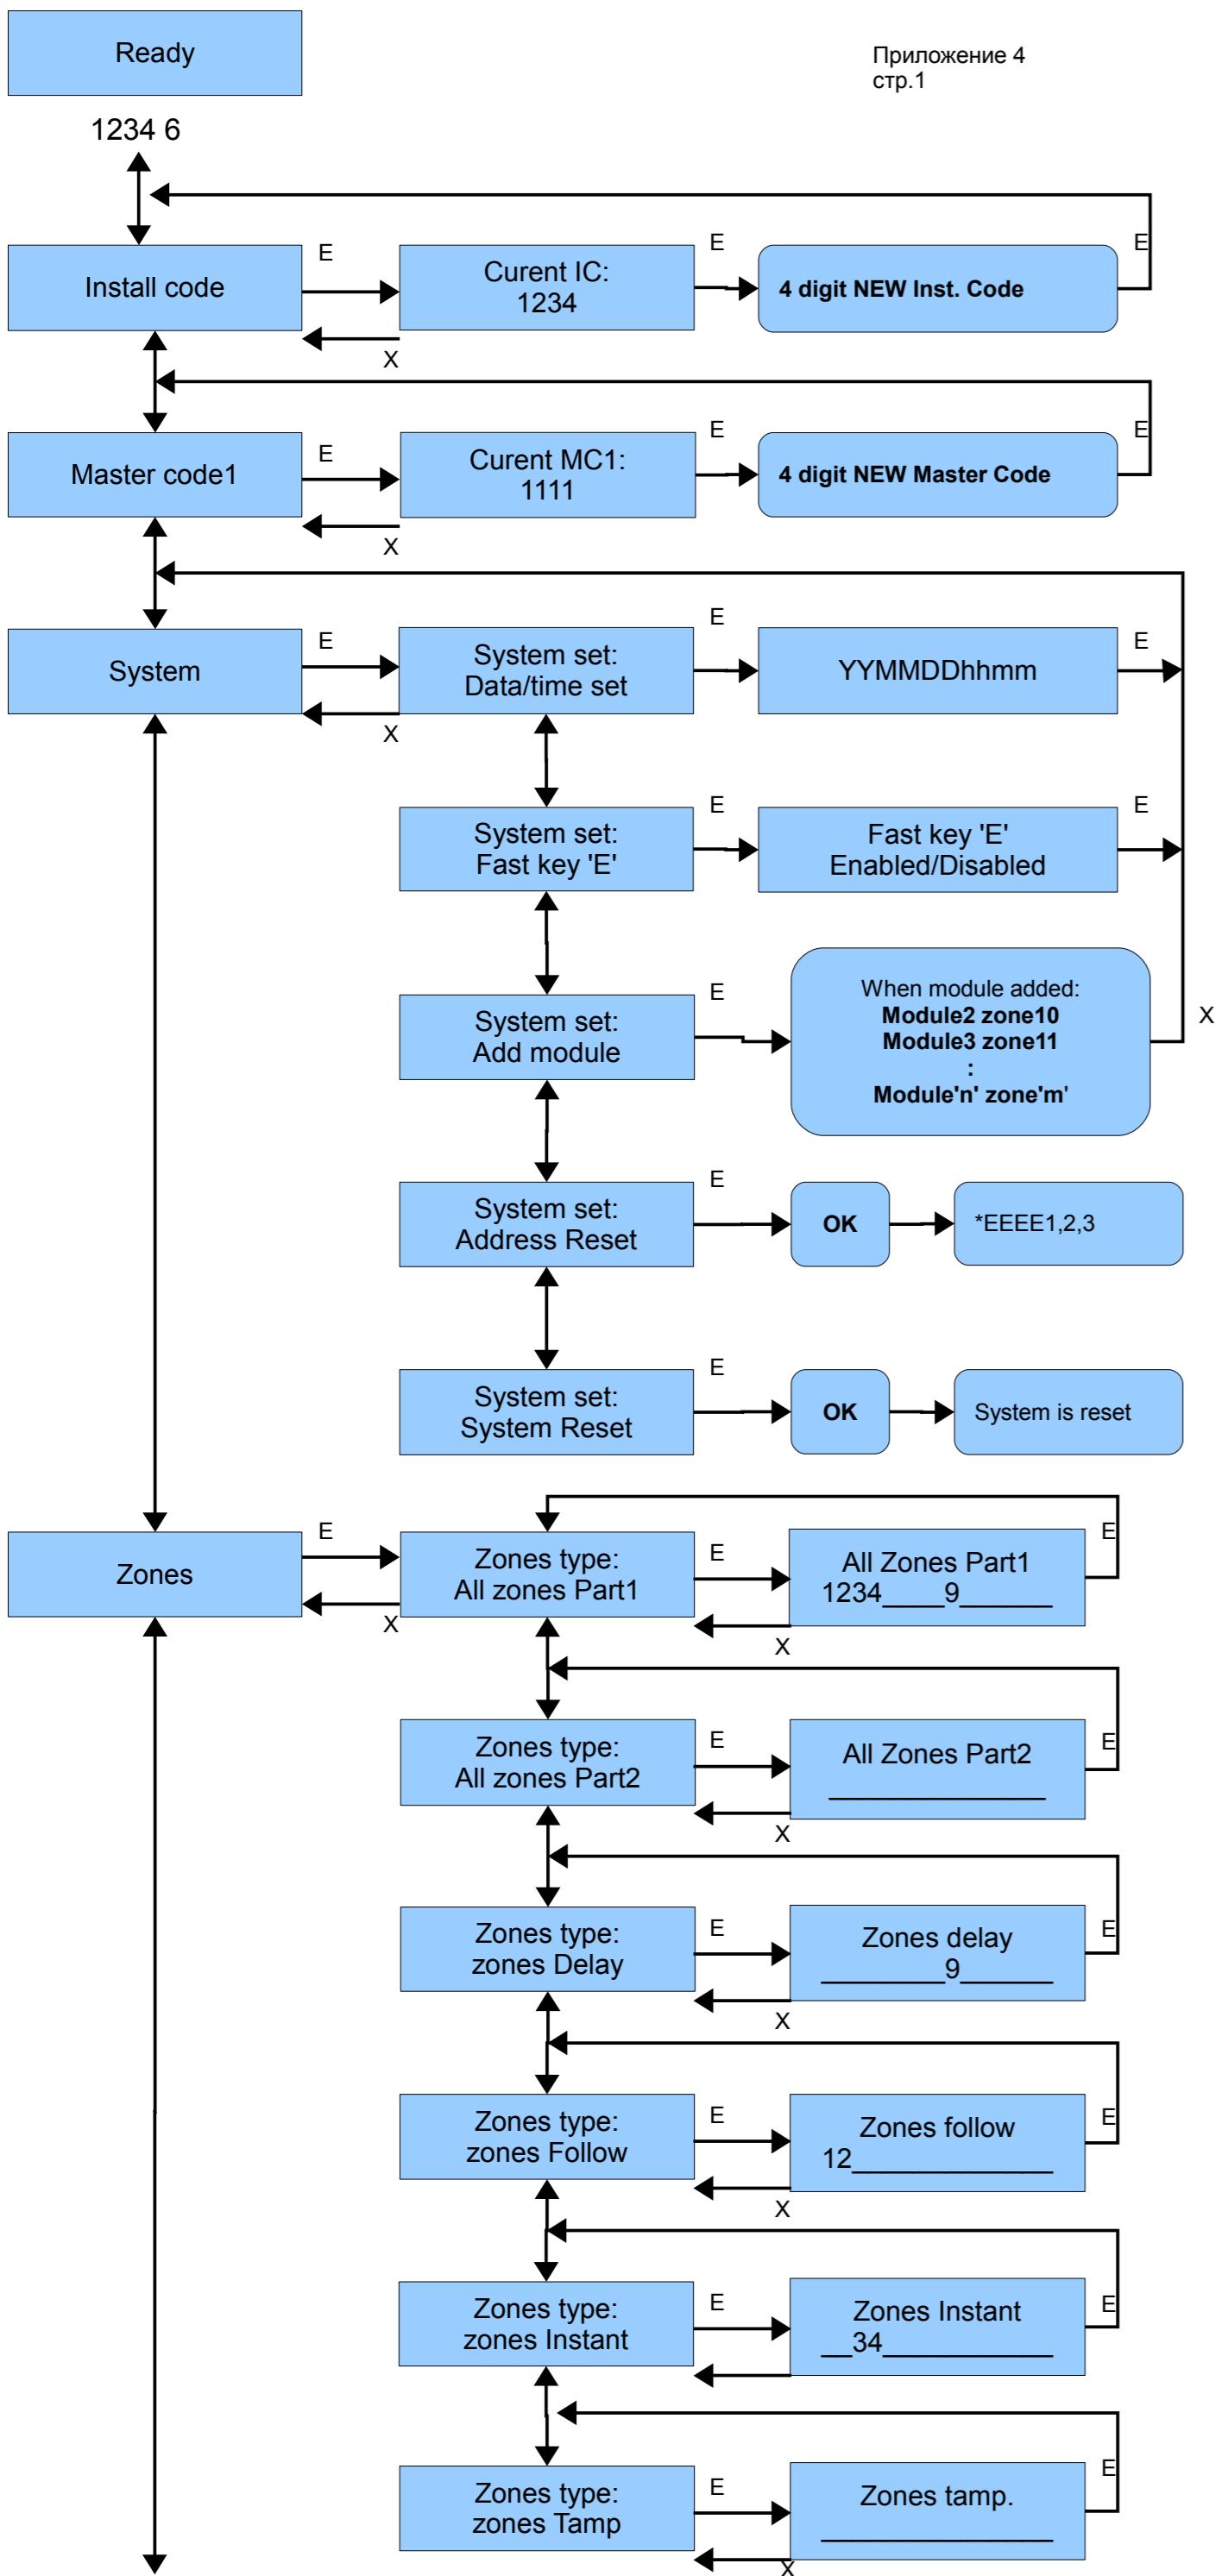 Ready
Приложение 4
стр.1
1234 6
E
E
E
Install code
Curent IC:
1234
4 digit NEW Inst. Code
X
E
E
E
Master code1
Curent MC1:
1111
4 digit NEW Master Code
X
E
E
E
System
System set:
Data/time set
YYMMDDhhmm
X
E
E
System set:
Fast key 'E'
Fast key 'E'
Enabled/Disabled
E
System set:
Add module
When module added:
Module2 zone10
Module3 zone11
:
Module'n' zone'm'
X
E
System set:
Address Reset
OK
*EEEE1,2,3
E
System set:
System Reset
OK
System is reset
E
E
E
Zones
Zones type:
All zones Part1
All Zones Part1
1234____9______
X
X
E
E
Zones type:
All zones Part2
All Zones Part2
______________
X
E
E
Zones type:
zones Delay
Zones delay
________9______
X
E
E
Zones type:
zones Follow
Zones follow
12_____________
X
E
E
Zones type:
zones Instant
Zones Instant
__34___________
E
E
Zones type:
zones Tamp
Zones tamp.
_______________
X